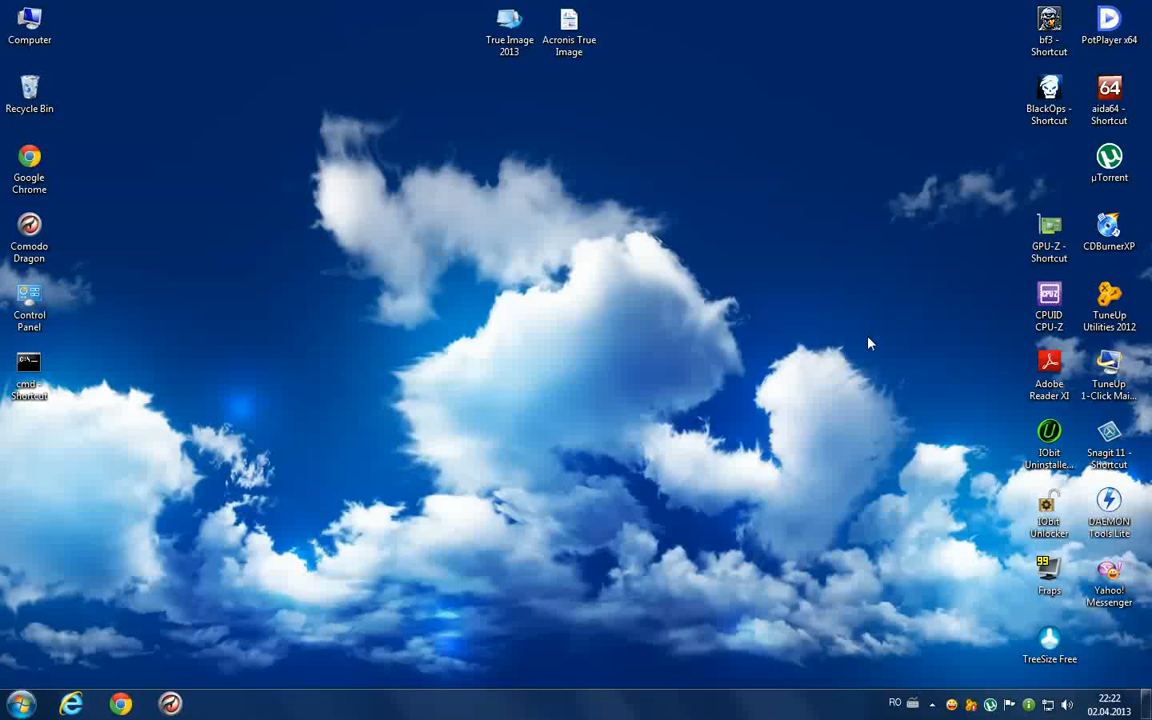 Computer
Recycle Bin
Google
Chrome
Comodo
Dragon
Control
Panel
C:\
cmd -
Shortcut
True Image
2013
Acronis True
Image
bf3 -
Shortcut
BlackOps -
Shortcut
GPU-Z -
Shortcut
CPUZ
CPUID
CPU-Z
Adobe
Reader XI
IObit
Uninstalle...
IObit
Unlocker
99
Fraps
TreeSize Free
PotPlayer x64
64
aida64 -
Shortcut
µTorrent
CDBurnerXP
TuneUp
Utilities 2012
TuneUp
1-Click Mai...
Snagit 11 -
Shortcut
DAEMON
Tools Lite
Yahoo!
Messenger
RO
22:22
02.04.2013